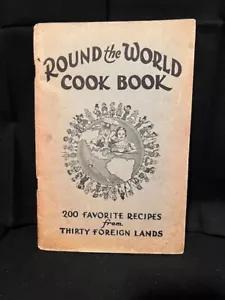 'ROUND the WORLD
COOK BOOK
200 FAVORITE RECIPES
from
THIRTY FOREIGN LANDS